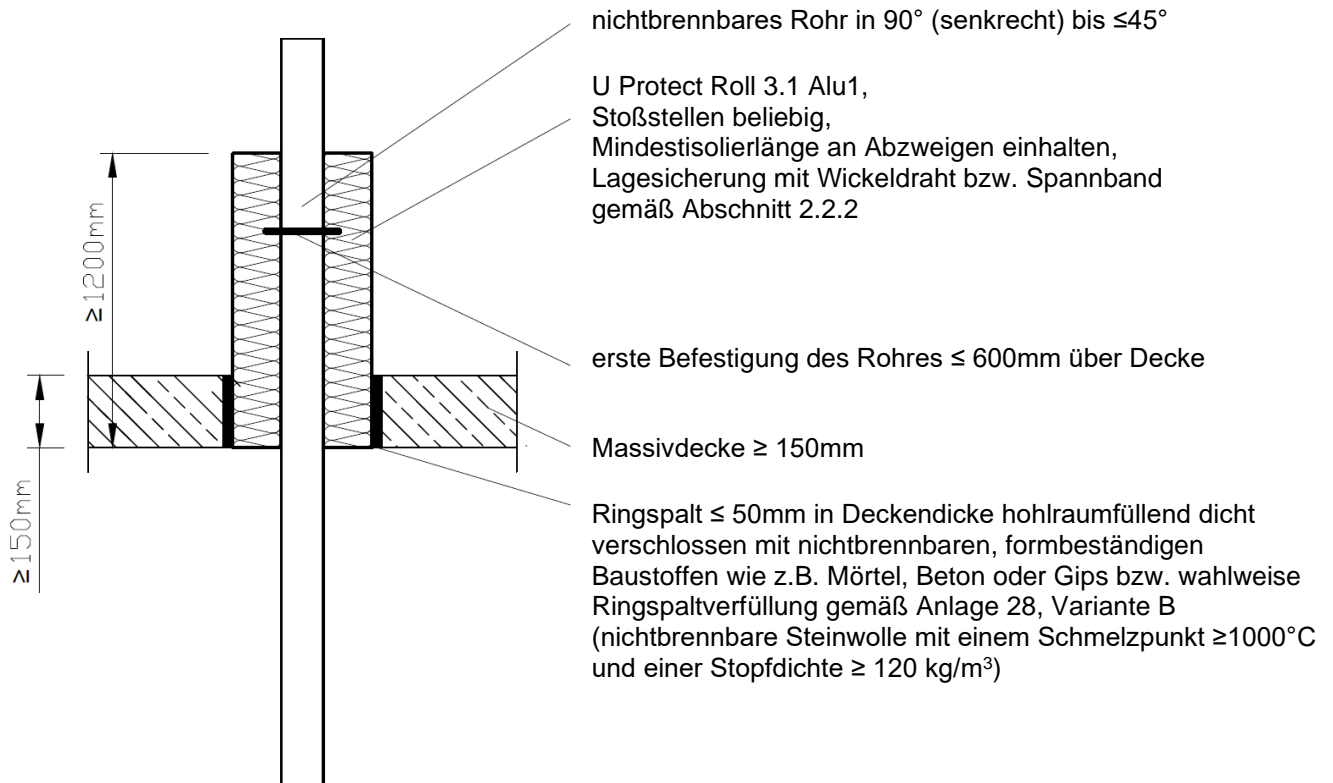 nichtbrennbares Rohr in 90° (senkrecht) bis ≤45°
U Protect Roll 3.1 Alu1,
Stoßstellen beliebig,
Mindestisolierlänge an Abzweigen einhalten,
Lagesicherung mit Wickeldraht bzw. Spannband
gemäß Abschnitt 2.2.2
≥1200mm
erste Befestigung des Rohres ≤ 600mm über Decke
Massivdecke ≥ 150mm
≥150mm
Ringspalt ≤ 50mm in Deckendicke hohlraumfüllend dicht
verschlossen mit nichtbrennbaren, formbeständigen
Baustoffen wie z.B. Mörtel, Beton oder Gips bzw. wahlweise
Ringspaltverfüllung gemäß Anlage 28, Variante B
(nichtbrennbare Steinwolle mit einem Schmelzpunkt ≥1000°C
und einer Stopfdichte ≥ 120 kg/m³)